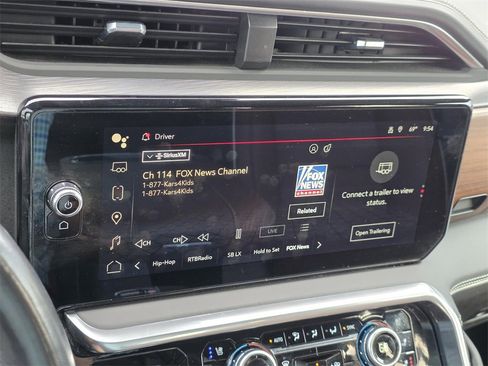 Driver
69° 9:54
SiriusXM
Ch 114 FOX News Channel
1-877-Kars4Kids
1-877-Kars4Kids
FOX
NEWS
channel
Related
Connect a trailer to view
status.
Open Trailering
CH
CH
LIVE
Hip-Hop RTBRadio SB LX Hold to Set FOX News
AUTO
SYNC